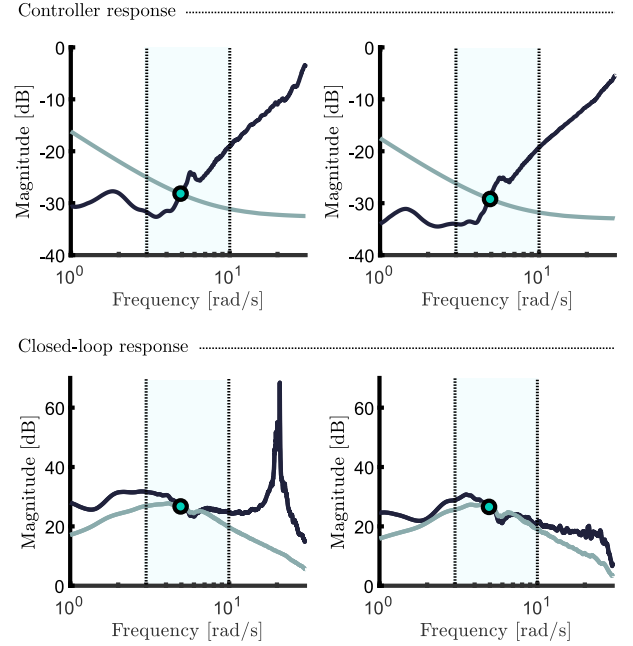 Controller response
0
-10
-20
-30
-40
Magnitude [dB]
10^0
10^1
Frequency [rad/s]
0
-10
-20
-30
-40
Magnitude [dB]
10^0
10^1
Frequency [rad/s]
Closed-loop response
60
40
20
0
Magnitude [dB]
10^0
10^1
Frequency [rad/s]
60
40
20
0
Magnitude [dB]
10^0
10^1
Frequency [rad/s]